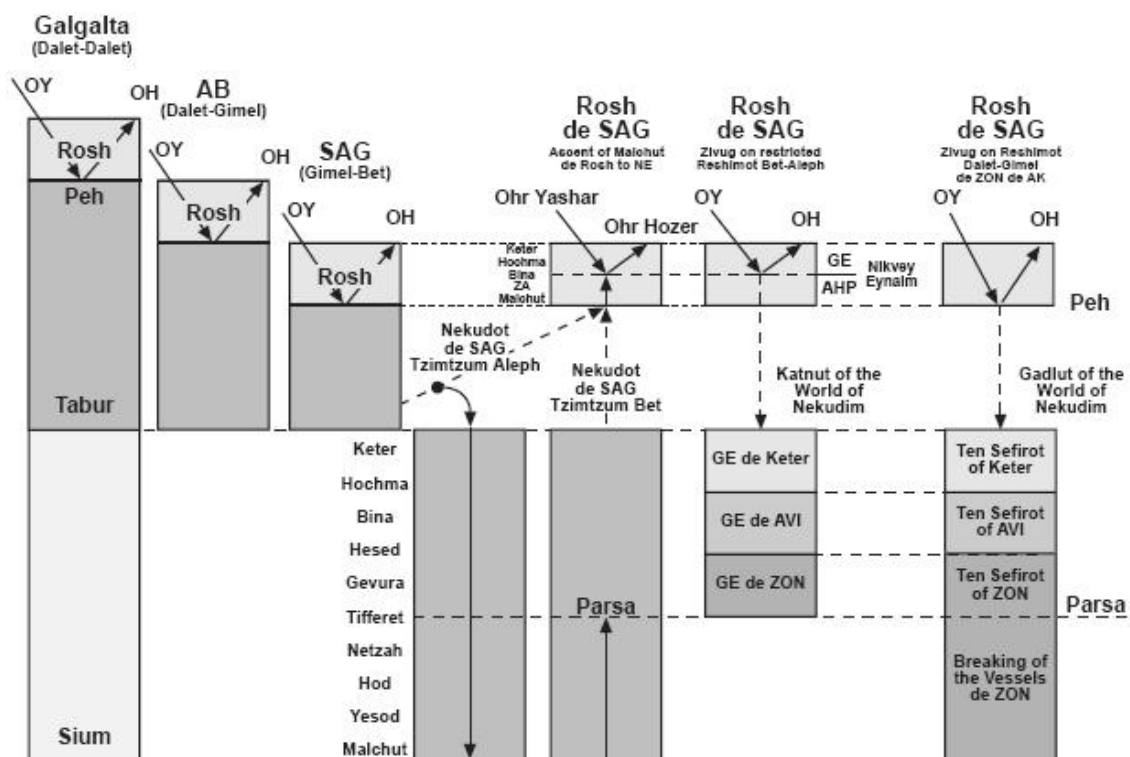 Galgalta
(Dalet-Dalet)
OY
OH
Rosh
Peh
Tabur
Sium
AB
(Dalet-Gimel)
OY
OH
Rosh
SAG
(Gimel-Bet)
OY
OH
Rosh
Nekudot
de SAG
Tzimtzum Aleph
Keter
Hochma
Bina
Hesed
Gevura
Tifferet
Netzah
Hod
Yesod
Malchut
Rosh
de SAG
Ascent of Malchut
de Rosh to NE
Ohr Yashar
Ohr Hozer
Keter
Hochma
Bina
ZA
Malchut
Nekudot
de SAG
Tzimtzum Bet
Parsa
Rosh
de SAG
Zivug on restricted
Reshimot Bet-Aleph
OY
OH
GE
AHP
Nikvey
Eynaim
Katnut of the
World of
Nekudim
GE de Keter
GE de AVI
GE de ZON
Rosh
de SAG
Zivug on Reshimot
Dalet-Gimel
de ZON de AK
OY
OH
Peh
Gadlut of the
World of
Nekudim
Ten Sefirot
of Keter
Ten Sefirot
of AVI
Ten Sefirot
of ZON
Parsa
Breaking of
the Vessels
de ZON